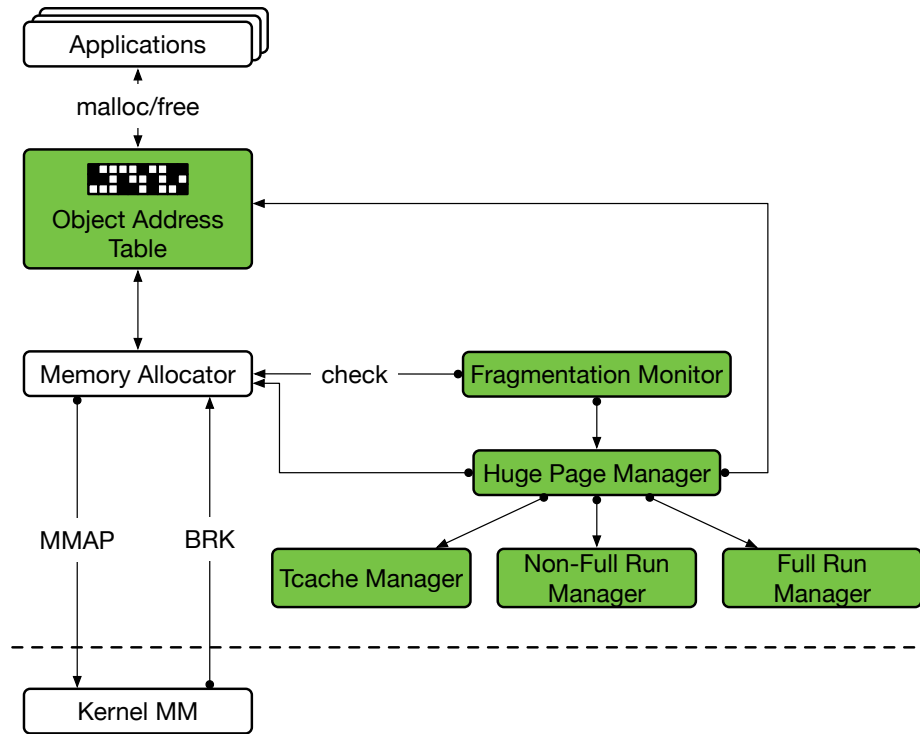 Applications
malloc/free
Object Address
Table
Memory Allocator
check
Fragmentation Monitor
Huge Page Manager
MMAP
BRK
Tcache Manager
Non-Full Run
Manager
Full Run
Manager
Kernel MM